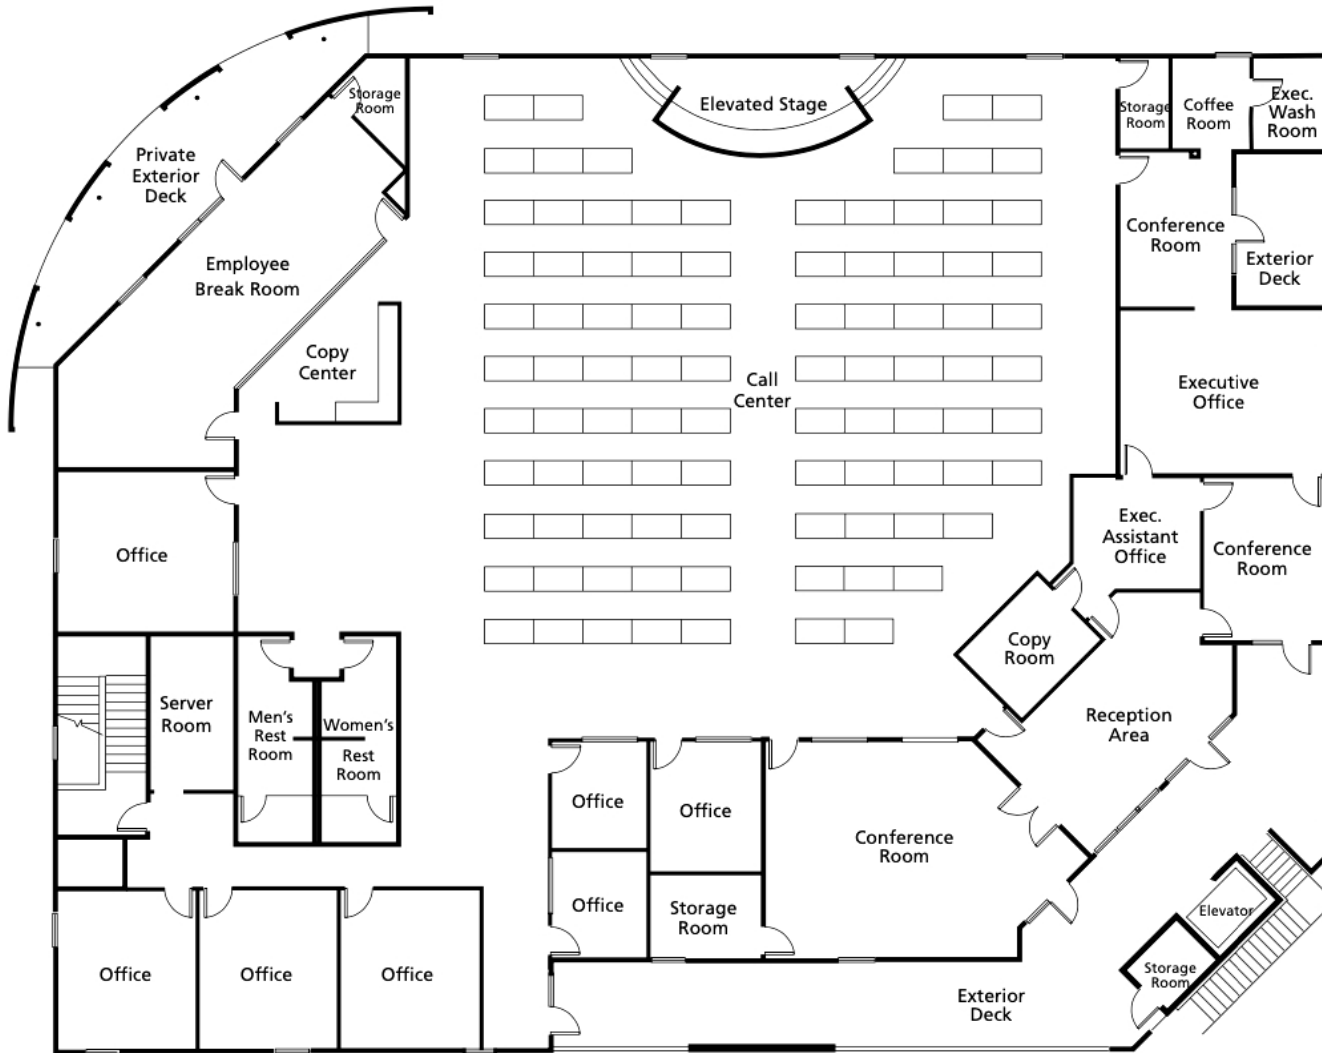 Elevated Stage
Storage
Room
Storage
Room
Coffee
Room
Exec.
Wash
Room
Private
Exterior
Deck
Employee
Break Room
Conference
Room
Exterior
Deck
Copy
Center
Call
Center
Executive
Office
Office
Exec.
Assistant
Office
Conference
Room
Copy
Room
Server
Room
Men's
Rest
Room
Women's
Rest
Room
Reception
Area
Office
Office
Conference
Room
Office
Storage
Room
Elevator
Office
Office
Office
Storage
Room
Exterior
Deck